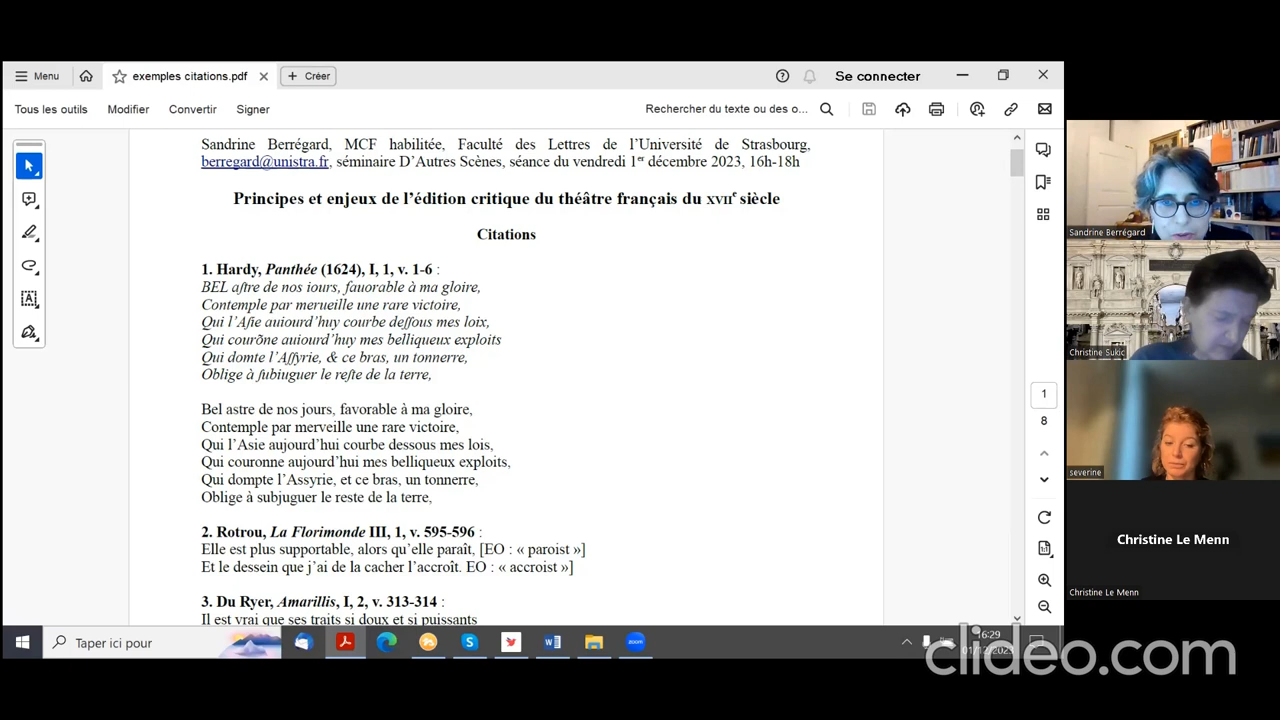 Menu
exemples citations.pdf
Créer
Se connecter
Tous les outils
Modifier
Convertir
Signer
Rechercher du texte ou des o...
Sandrine Berrégard, MCF habilitée, Faculté des Lettres de l'Université de Strasbourg,
berregard@unistra.fr, séminaire D'Autres Scènes, séance du vendredi 1er décembre 2023, 16h-18h
Principes et enjeux de l'édition critique du théâtre français du XVIIe siècle
Citations
1. Hardy, Panthée (1624), I, 1, v. 1-6 :
BEL aſtre de nos iours, fauorable à ma gloire,
Contemple par merueille une rare victoire,
Qui l'Aſie auiourd'huy courbe deſſous mes loix,
Qui courõne auiourd'huy mes belliqueux exploits
Qui domte l'Aſſyrie, & ce bras, un tonnerre,
Oblige à ſubiuguer le reſte de la terre,
Bel astre de nos jours, favorable à ma gloire,
Contemple par merveille une rare victoire,
Qui l'Asie aujourd'hui courbe dessous mes lois,
Qui couronne aujourd'hui mes belliqueux exploits,
Qui dompte l'Assyrie, et ce bras, un tonnerre,
Oblige à subjuguer le reste de la terre,
2. Rotrou, La Florimonde III, 1, v. 595-596 :
Elle est plus supportable, alors qu'elle paraît, [EO : « paroist »]
Et le dessein que j'ai de la cacher l'accroît. EO : « accroist »]
3. Du Ryer, Amarillis, I, 2, v. 313-314 :
Il est vrai que ses traits si doux et si puissants
1
8
Sandrine Berrégard
Christine Sukic
severine
Christine Le Menn
Christine Le Menn
Taper ici pour
zoom
16:29
01/12/2023
clideo.com